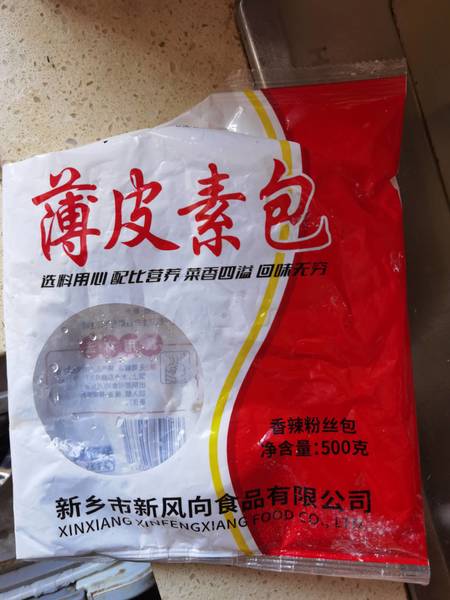 薄皮素包
选料用心 配比营养 菜香四溢 回味无穷
香辣粉丝包
净含量:500克
新乡市新风向食品有限公司
XINXIANG XINFENGXIANG FOOD CO., LTD.